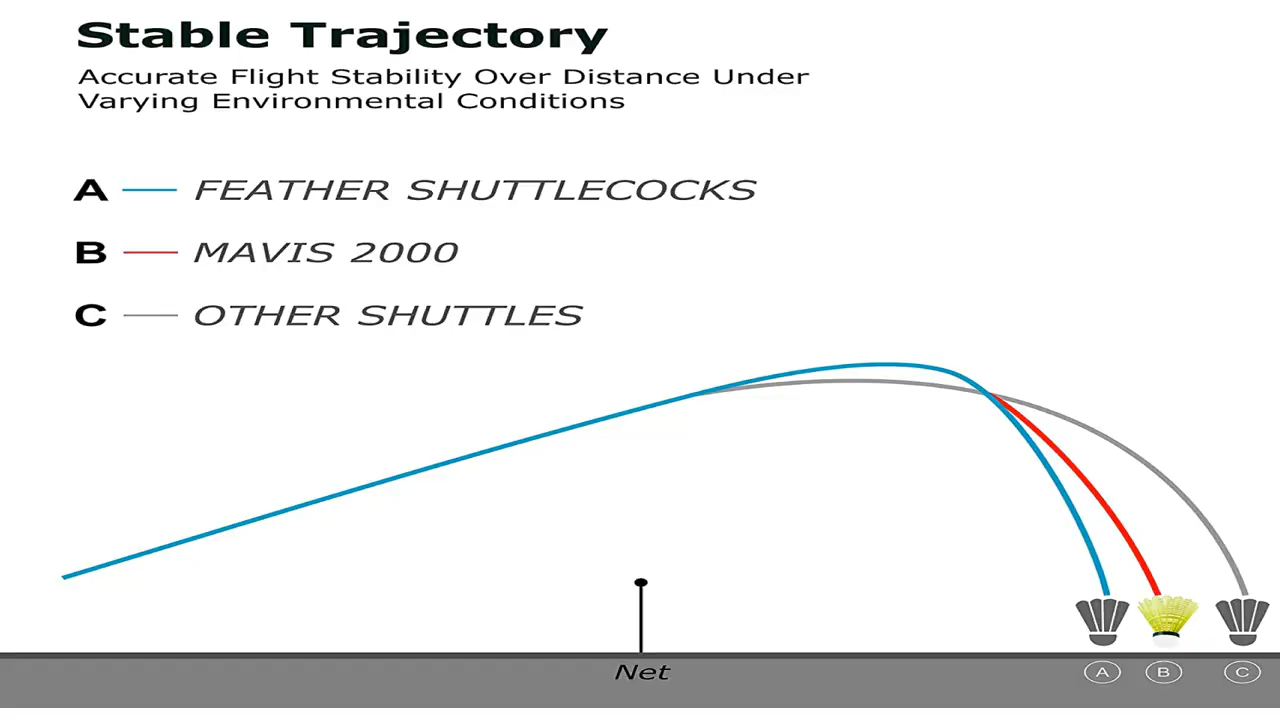 Stable Trajectory
Accurate Flight Stability Over Distance Under
Varying Environmental Conditions
A FEATHER SHUTTLECOCKS
B MAVIS 2000
C OTHER SHUTTLES
Net
A B C